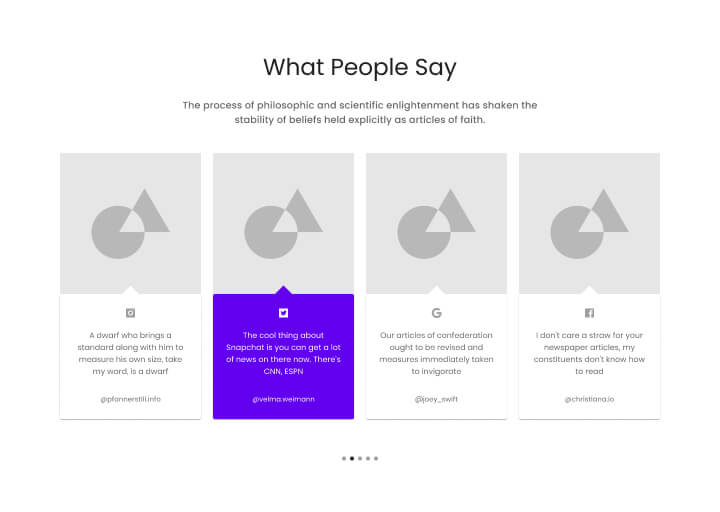 What People Say
The process of philosophic and scientific enlightenment has shaken the
stability of beliefs held explicitly as articles of faith.
A dwarf who brings a
standard along with him to
measure his own size, take
my word, is a dwarf
@pfannerstill.info
The cool thing about
Snapchat is you can get a lot
of news on there now. There's
CNN, ESPN
@velma.weimann
Our articles of confederation
ought to be revised and
measures immediately taken
to invigorate
@joey_swift
I don't care a straw for your
newspaper articles, my
constituents don't know how
to read
@christiana.io